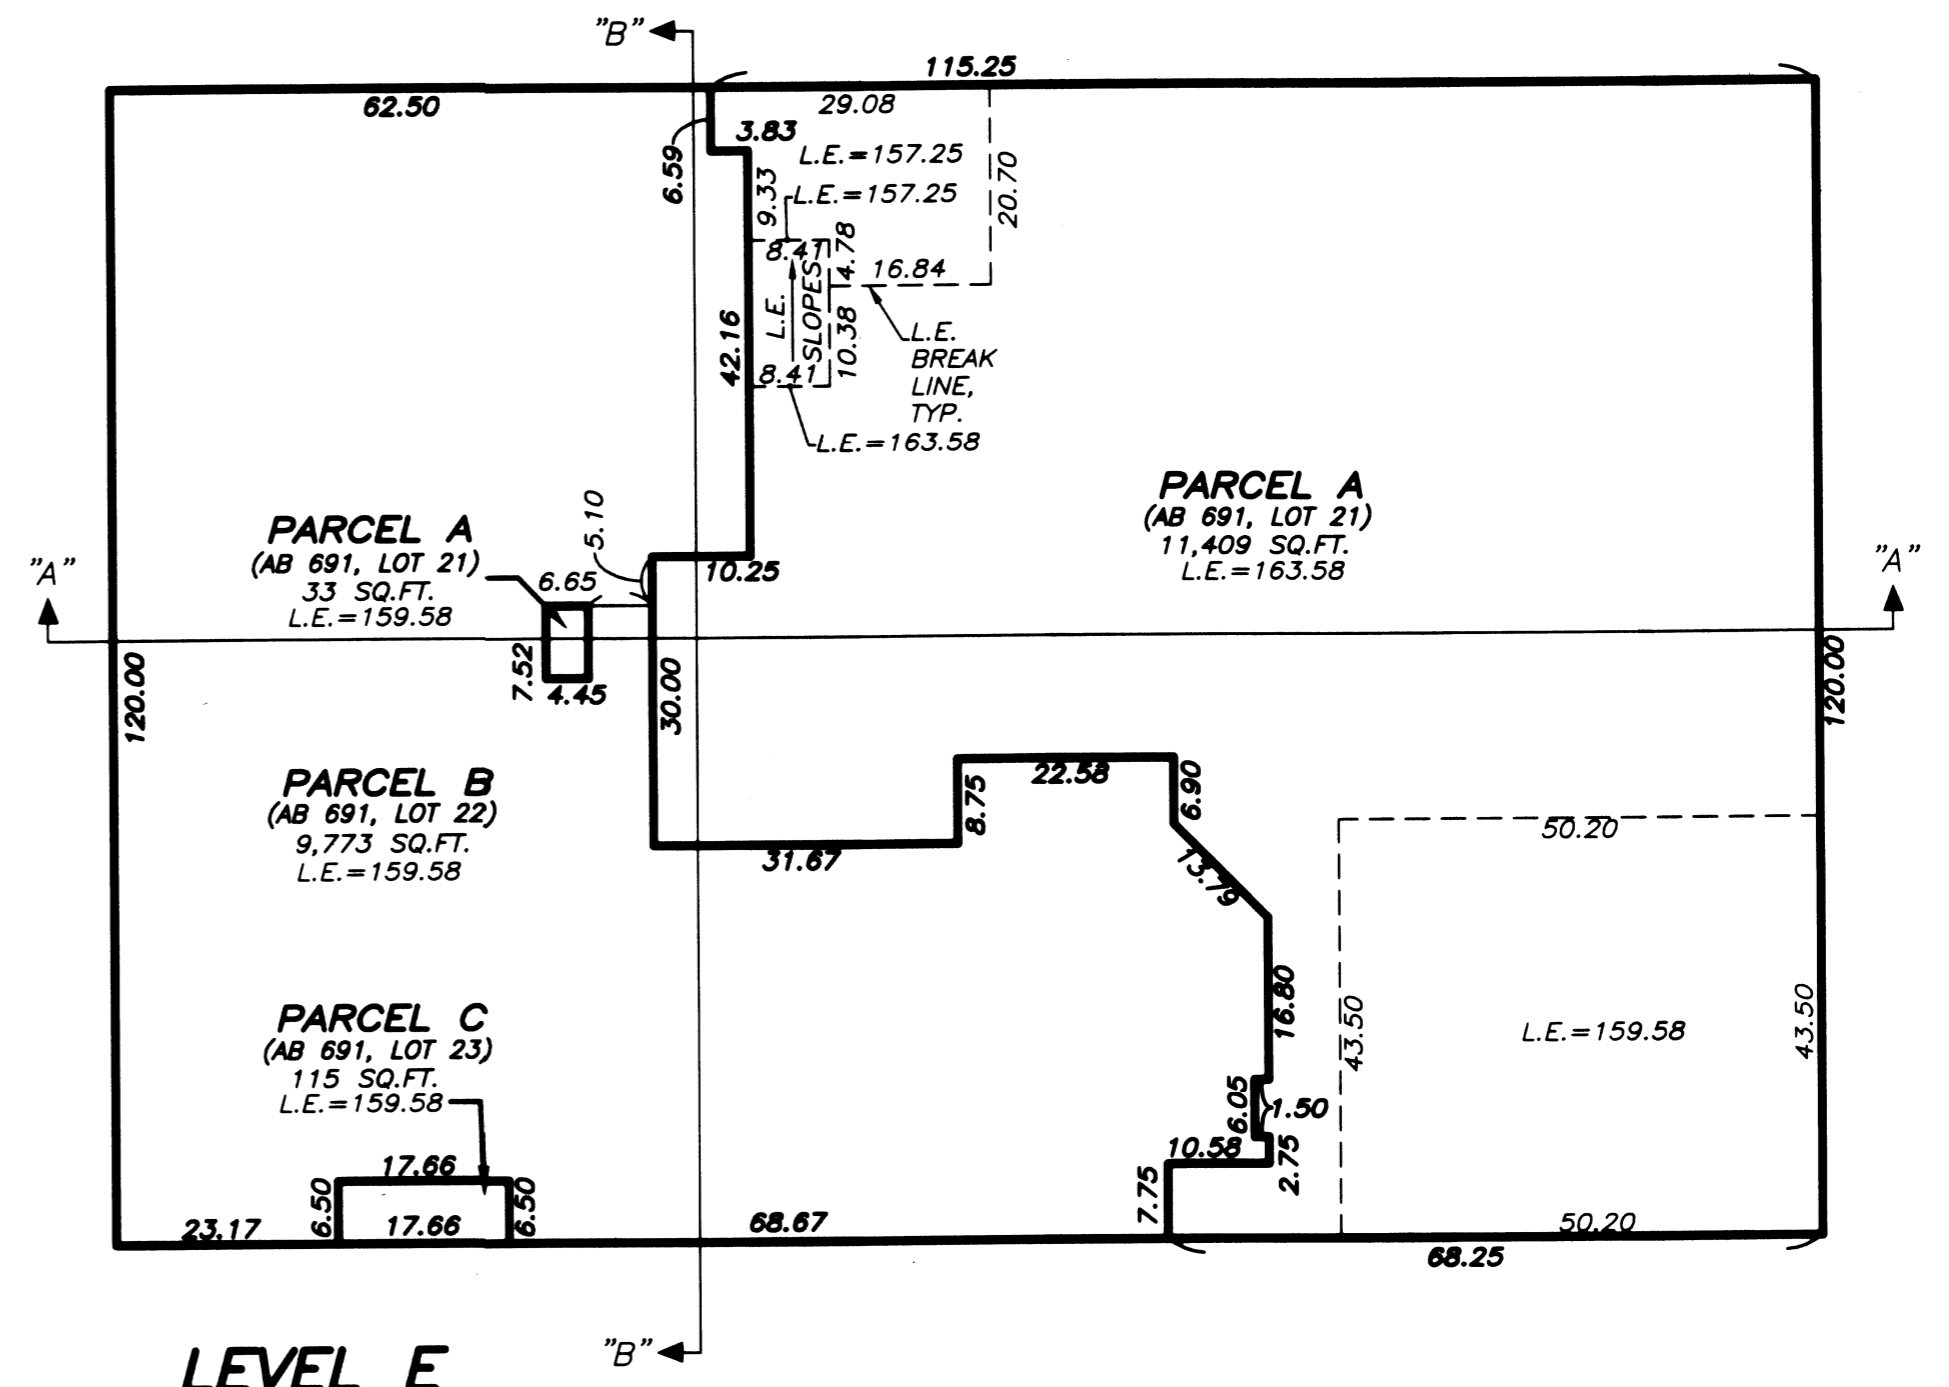 "B"
115.25
62.50
29.08
3.83
6.59
L.E.=157.25
9.33
L.E.=157.25
20.70
8.41
4.78
16.84
L.E.
SLOPES
10.38
42.16
8.41
L.E.
BREAK
LINE,
TYP.
L.E.=163.58
PARCEL A
(AB 691, LOT 21)
11,409 SQ.FT.
L.E.=163.58
PARCEL A
(AB 691, LOT 21)
33 SQ.FT.
L.E.=159.58
5.10
6.65
10.25
"A"
"A"
7.52
4.45
30.00
120.00
120.00
PARCEL B
(AB 691, LOT 22)
9,773 SQ.FT.
L.E.=159.58
31.67
8.75
22.58
6.90
13.79
50.20
16.80
43.50
L.E.=159.58
43.50
PARCEL C
(AB 691, LOT 23)
115 SQ.FT.
L.E.=159.58
6.05
1.50
10.58
2.75
7.75
17.66
6.50
6.50
23.17
17.66
68.67
50.20
68.25
"B"
LEVEL E